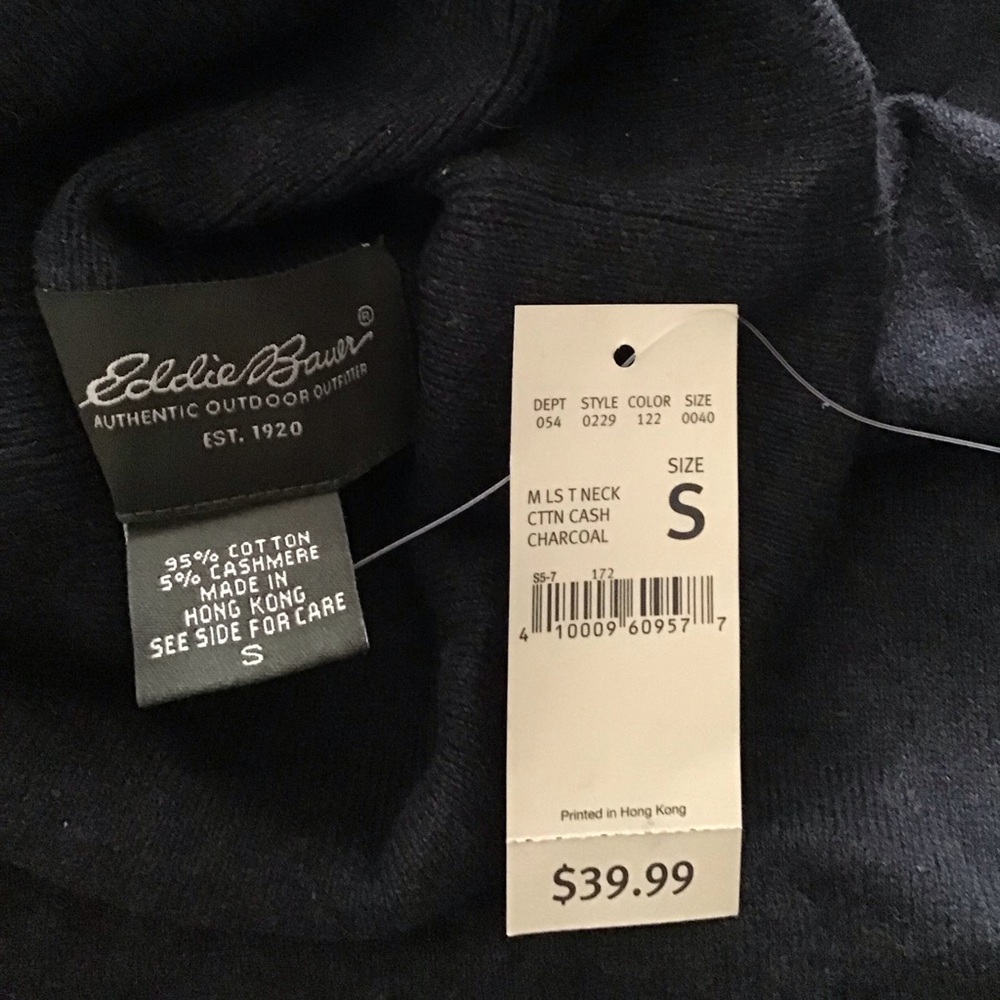 Eddie Bauer®
AUTHENTIC OUTDOOR OUTFITTER
EST. 1920
95% COTTON
5% CASHMERE
MADE IN
HONG KONG
SEE SIDE FOR CARE
S
DEPT STYLE COLOR SIZE
054 0229 122 0040
SIZE
S
M LS T NECK
CTTN CASH
CHARCOAL
S5-7 172
4 10009 60957 7
Printed in Hong Kong
$39.99